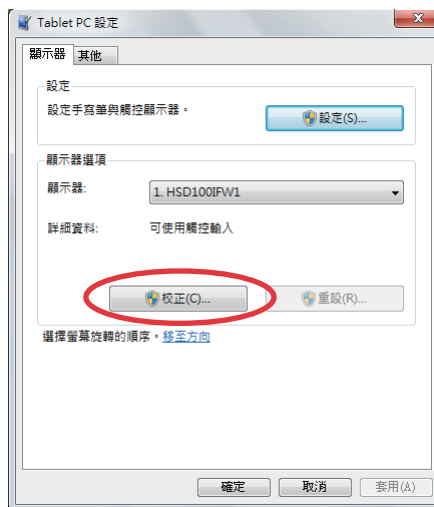 Tablet PC 設定
顯示器 其他
設定
設定手寫筆與觸控顯示器。 設定(S)...
顯示器選項
顯示器: 1. HSD100IFW1
詳細資料: 可使用觸控輸入
校正(C)... 重設(R)...
選擇螢幕旋轉的順序。移至方向
確定 取消 套用(A)